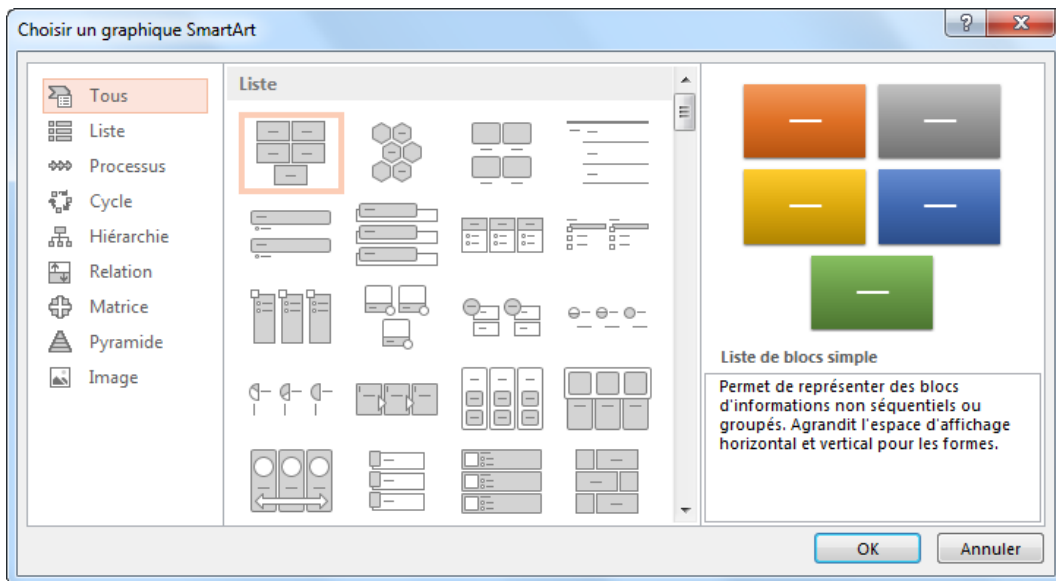 Choisir un graphique SmartArt
?
X
Tous
Liste
Processus
Cycle
Hiérarchie
Relation
Matrice
Pyramide
Image
Liste
Liste de blocs simple
Permet de représenter des blocs
d'informations non séquentiels ou
groupés. Agrandit l'espace d'affichage
horizontal et vertical pour les formes.
OK
Annuler